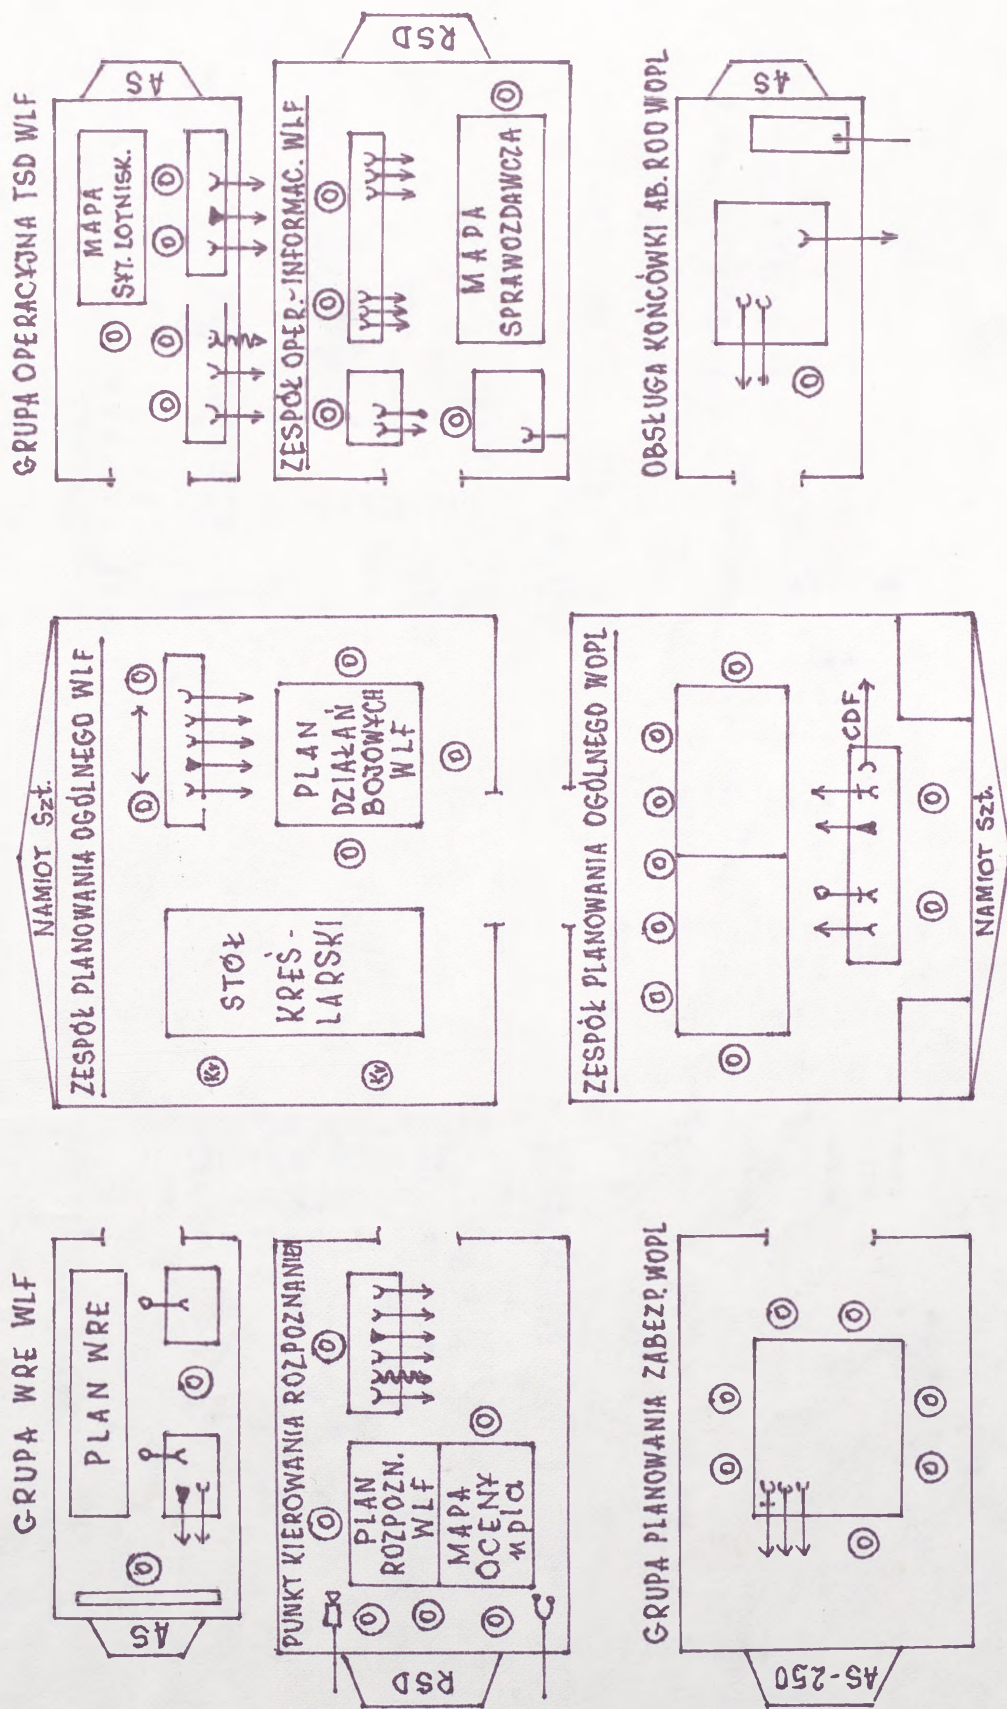 GRUPA WRE WLF
PLAN WRE
AS
PUNKT KIEROWANIA ROZPOZNANIEM
PLAN
ROZPOZN.
WLF
MAPA
OCENY
npla
RSD
GRUPA PLANOWANIA ZABEZP. WOPL
AS-250
NAMIOT Szt.
ZESPÓŁ PLANOWANIA OGÓLNEGO WLF
STÓŁ
KREŚ-
LARSKI
Kr
Kr
PLAN
DZIAŁAŃ
BOJOWYCH
WLF
ZESPÓŁ PLANOWANIA OGÓLNEGO WOPL
CDF
NAMIOT Szt.
GRUPA OPERACYJNA TSD WLF
MAPA
SYT. LOTNISK.
AS
ZESPÓŁ OPER.-INFORMAC. WLF
MAPA
SPRAWOZDAWCZA
RSD
OBSŁUGA KOŃCÓWKI AB. ROD WOPL
AS